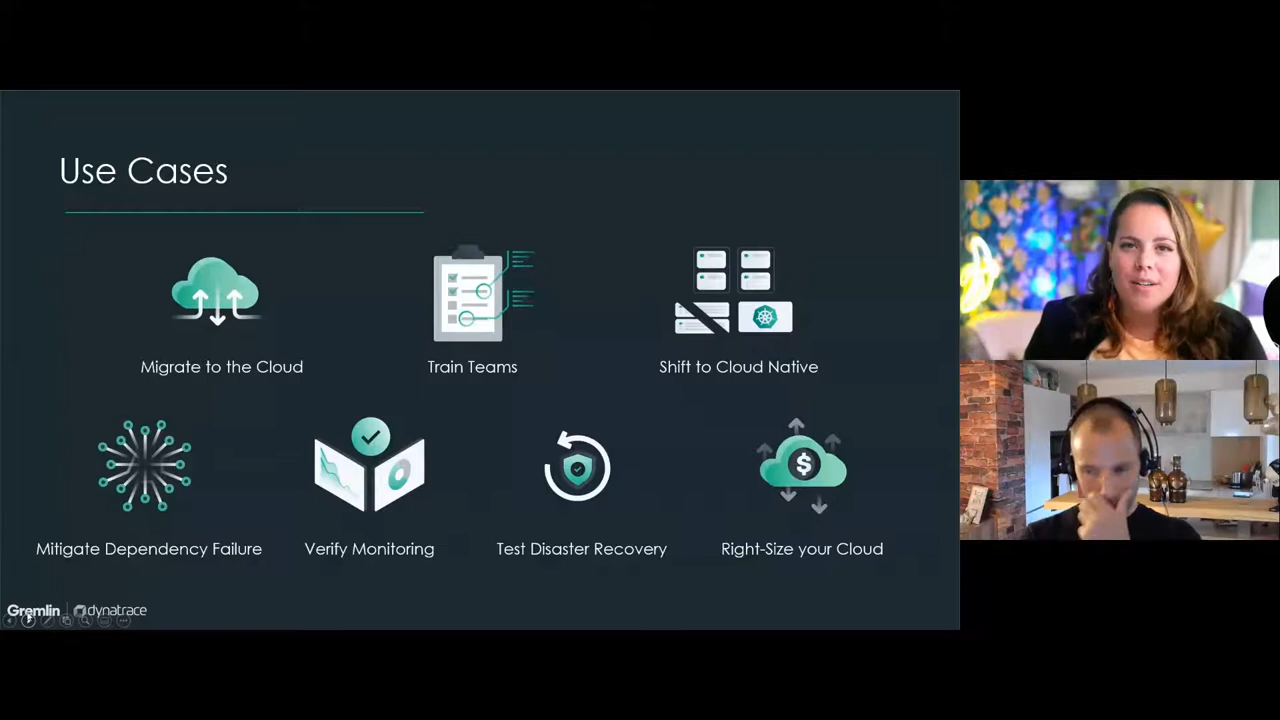 Use Cases
Migrate to the Cloud
Train Teams
Shift to Cloud Native
Mitigate Dependency Failure
Verify Monitoring
Test Disaster Recovery
Right-Size your Cloud
Gremlin | dynatrace